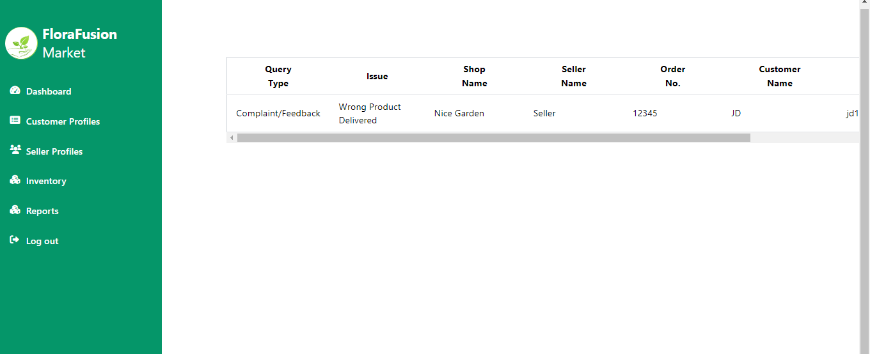 FloraFusion
Market
Dashboard
Customer Profiles
Seller Profiles
Inventory
Reports
Log out
Query Type
Issue
Shop Name
Seller Name
Order No.
Customer Name
Complaint/Feedback
Wrong Product Delivered
Nice Garden
Seller
12345
JD
jd1